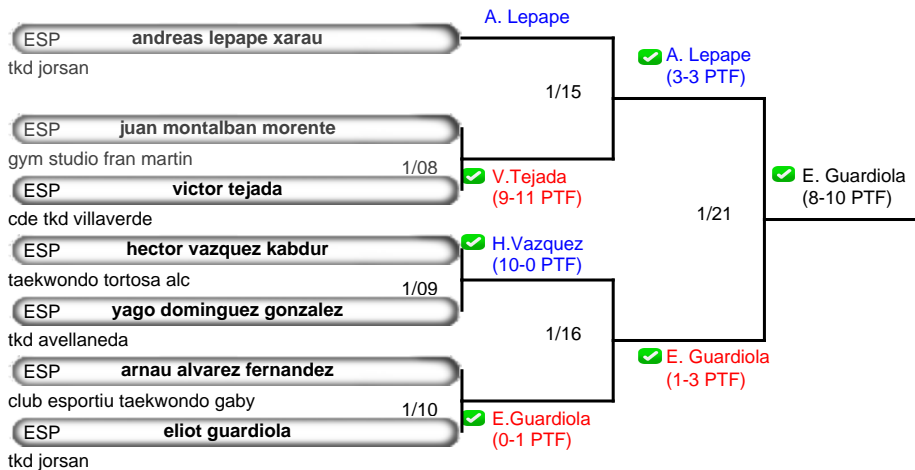 A. Lepape
ESP andreas lepape xarau
tkd jorsan
A. Lepape
(3-3 PTF)
1/15
ESP juan montalban morente
gym studio fran martin
1/08
ESP victor tejada
cde tkd villaverde
V.Tejada
(9-11 PTF)
E. Guardiola
(8-10 PTF)
1/21
ESP hector vazquez kabdur
taekwondo tortosa alc
H.Vazquez
(10-0 PTF)
1/09
ESP yago dominguez gonzalez
tkd avellaneda
1/16
E. Guardiola
(1-3 PTF)
ESP arnau alvarez fernandez
club esportiu taekwondo gaby
1/10
ESP eliot guardiola
tkd jorsan
E.Guardiola
(0-1 PTF)